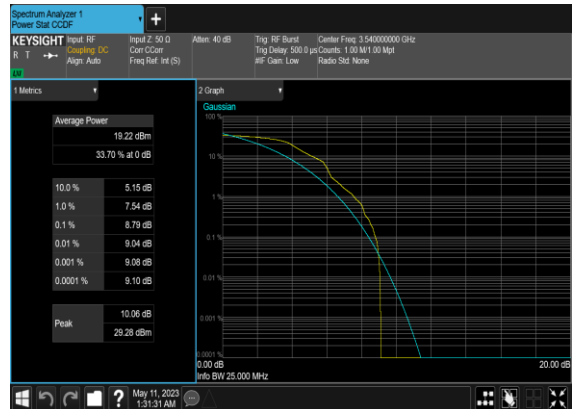 Spectrum Analyzer 1
Power Stat CCDF
KEYSIGHT
R T
LV
Input: RF
Coupling: DC
Align: Auto
Input Z: 50 Ω
Corr CCorr
Freq Ref: Int (S)
Atten: 40 dB
Trig: RF Burst
Trig Delay: 500.0 µs
#IF Gain: Low
Center Freq: 3.540000000 GHz
Counts: 1.00 M/1.00 Mpt
Radio Std: None
1 Metrics
Average Power
19.22 dBm
33.70 % at 0 dB
10.0 % 5.15 dB
1.0 % 7.54 dB
0.1 % 8.79 dB
0.01 % 9.04 dB
0.001 % 9.08 dB
0.0001 % 9.10 dB
Peak
10.06 dB
29.28 dBm
2 Graph
Gaussian
100 %
10 %
1 %
0.1 %
0.01 %
0.001 %
0.0001 %
0.00 dB
20.00 dB
Info BW 25.000 MHz
?
May 11, 2023
1:31:31 AM